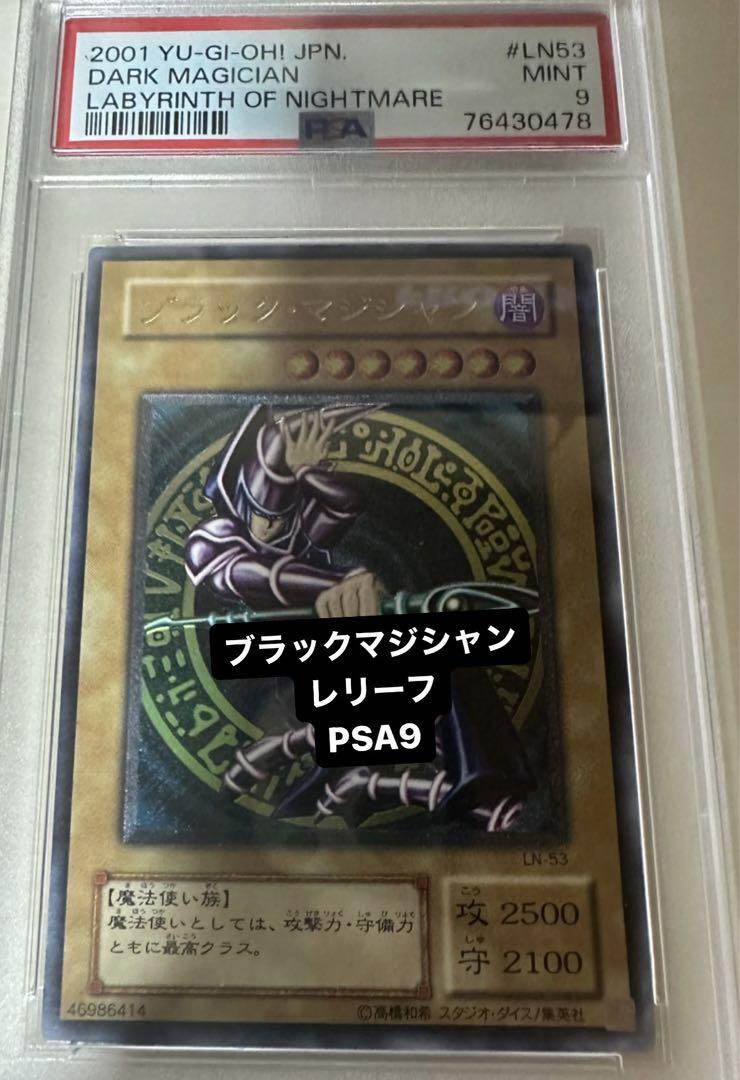 2001 YU-GI-OH! JPN. #LN53
DARK MAGICIAN MINT
LABYRINTH OF NIGHTMARE 9
PSA 76430478
ブラック・マジシャン 闇
ブラックマジシャン
レリーフ
PSA9
LN-53
【魔法使い族】
魔法使いとしては、攻撃力・守備力
ともに最高クラス。
攻 2500
守 2100
46986414 ©高橋和希 スタジオ・ダイス/集英社